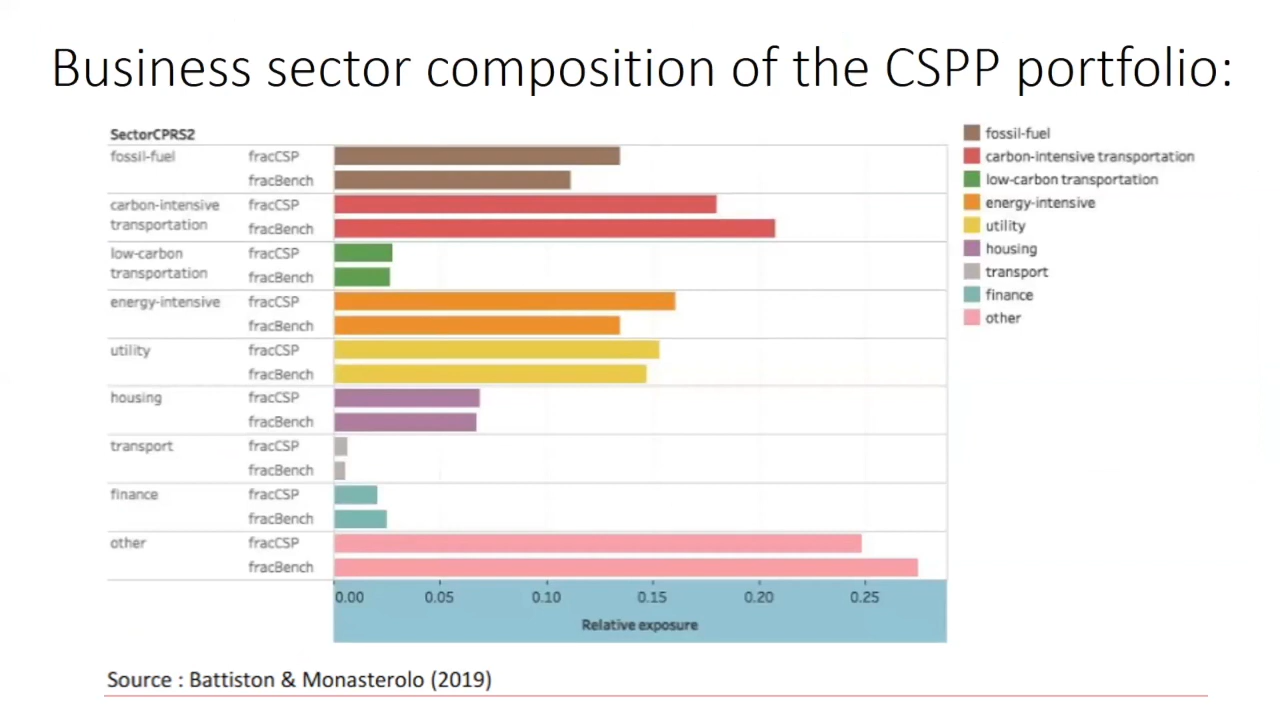 Business sector composition of the CSPP portfolio:
SectorCPRS2
fossil-fuel fracCSP
fracBench
carbon-intensive fracCSP
transportation fracBench
low-carbon fracCSP
transportation fracBench
energy-intensive fracCSP
fracBench
utility fracCSP
fracBench
housing fracCSP
fracBench
transport fracCSP
fracBench
finance fracCSP
fracBench
other fracCSP
fracBench
0.00 0.05 0.10 0.15 0.20 0.25
Relative exposure
fossil-fuel
carbon-intensive transportation
low-carbon transportation
energy-intensive
utility
housing
transport
finance
other
Source : Battiston & Monasterolo (2019)